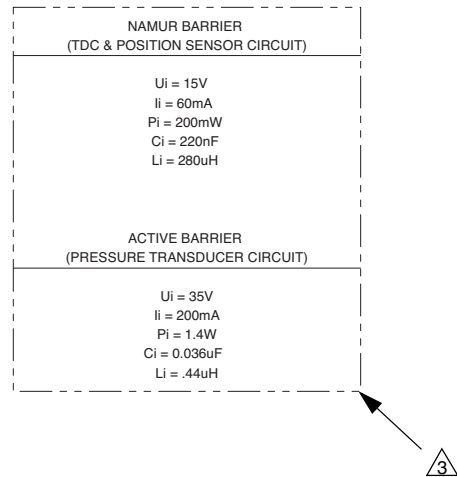 NAMUR BARRIER
(TDC & POSITION SENSOR CIRCUIT)
Ui = 15V
Ii = 60mA
Pi = 200mW
Ci = 220nF
Li = 280uH
ACTIVE BARRIER
(PRESSURE TRANSDUCER CIRCUIT)
Ui = 35V
Ii = 200mA
Pi = 1.4W
Ci = 0.036uF
Li = .44uH
3